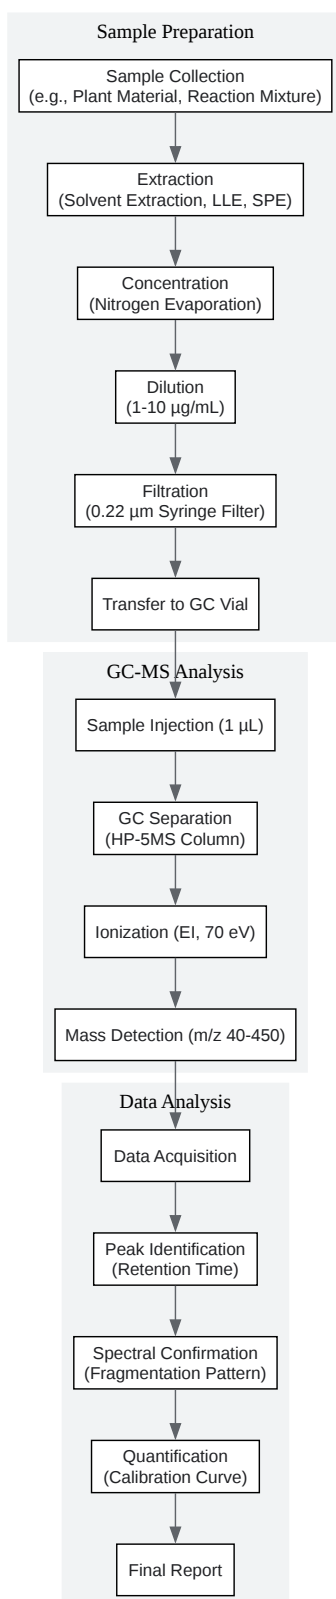 Sample Preparation
Sample Collection
(e.g., Plant Material, Reaction Mixture)
Extraction
(Solvent Extraction, LLE, SPE)
Concentration
(Nitrogen Evaporation)
Dilution
(1-10 µg/mL)
Filtration
(0.22 µm Syringe Filter)
Transfer to GC Vial
GC-MS Analysis
Sample Injection (1 µL)
GC Separation
(HP-5MS Column)
Ionization (EI, 70 eV)
Mass Detection (m/z 40-450)
Data Analysis
Data Acquisition
Peak Identification
(Retention Time)
Spectral Confirmation
(Fragmentation Pattern)
Quantification
(Calibration Curve)
Final Report